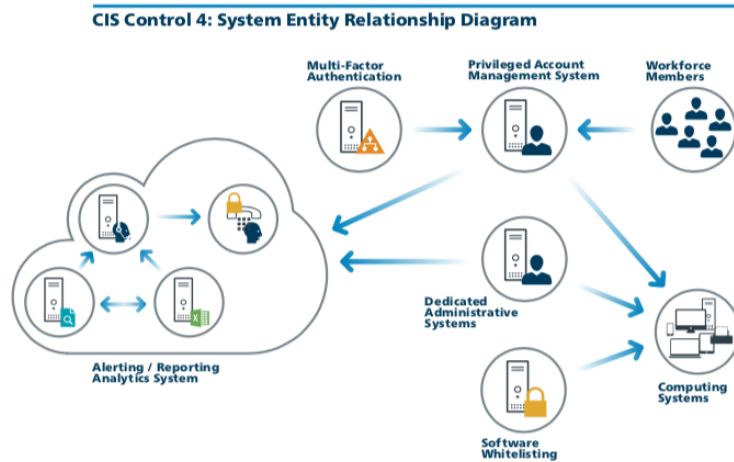 CIS Control 4: System Entity Relationship Diagram
Multi-Factor
Authentication
Privileged Account
Management System
Workforce
Members
Dedicated
Administrative
Systems
Alerting / Reporting
Analytics System
Computing
Systems
Software
Whitelisting